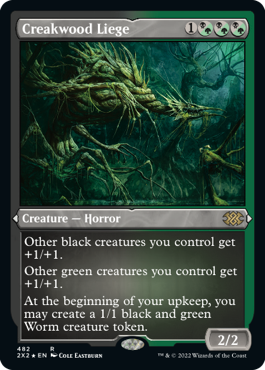 Creakwood Liege 1
Creature — Horror
Other black creatures you control get
+1/+1.
Other green creatures you control get
+1/+1.
At the beginning of your upkeep, you
may create a 1/1 black and green
Worm creature token.
2/2
482 R
2X2 ★ EN Cole Eastburn
™ & © 2022 Wizards of the Coast